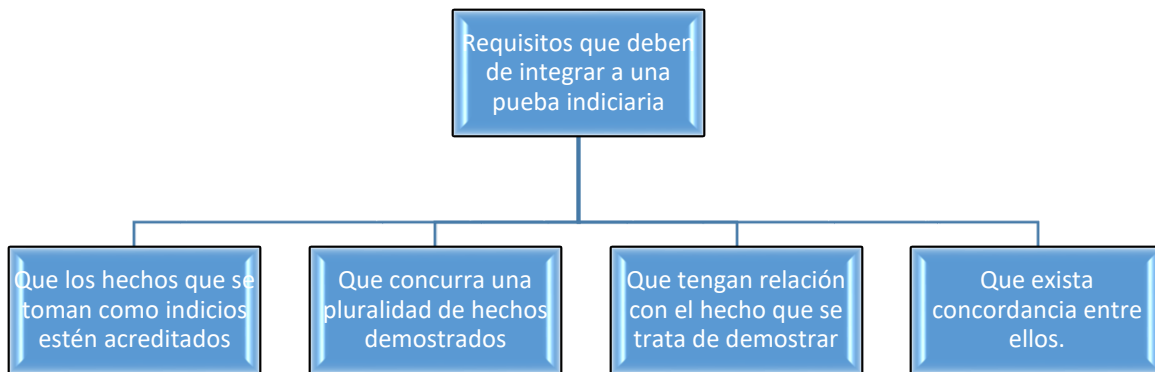 Requisitos que deben
de integrar a una
pueba indiciaria
Que los hechos que se
toman como indicios
estén acreditados
Que concurra una
pluralidad de hechos
demostrados
Que tengan relación
con el hecho que se
trata de demostrar
Que exista
concordancia entre
ellos.